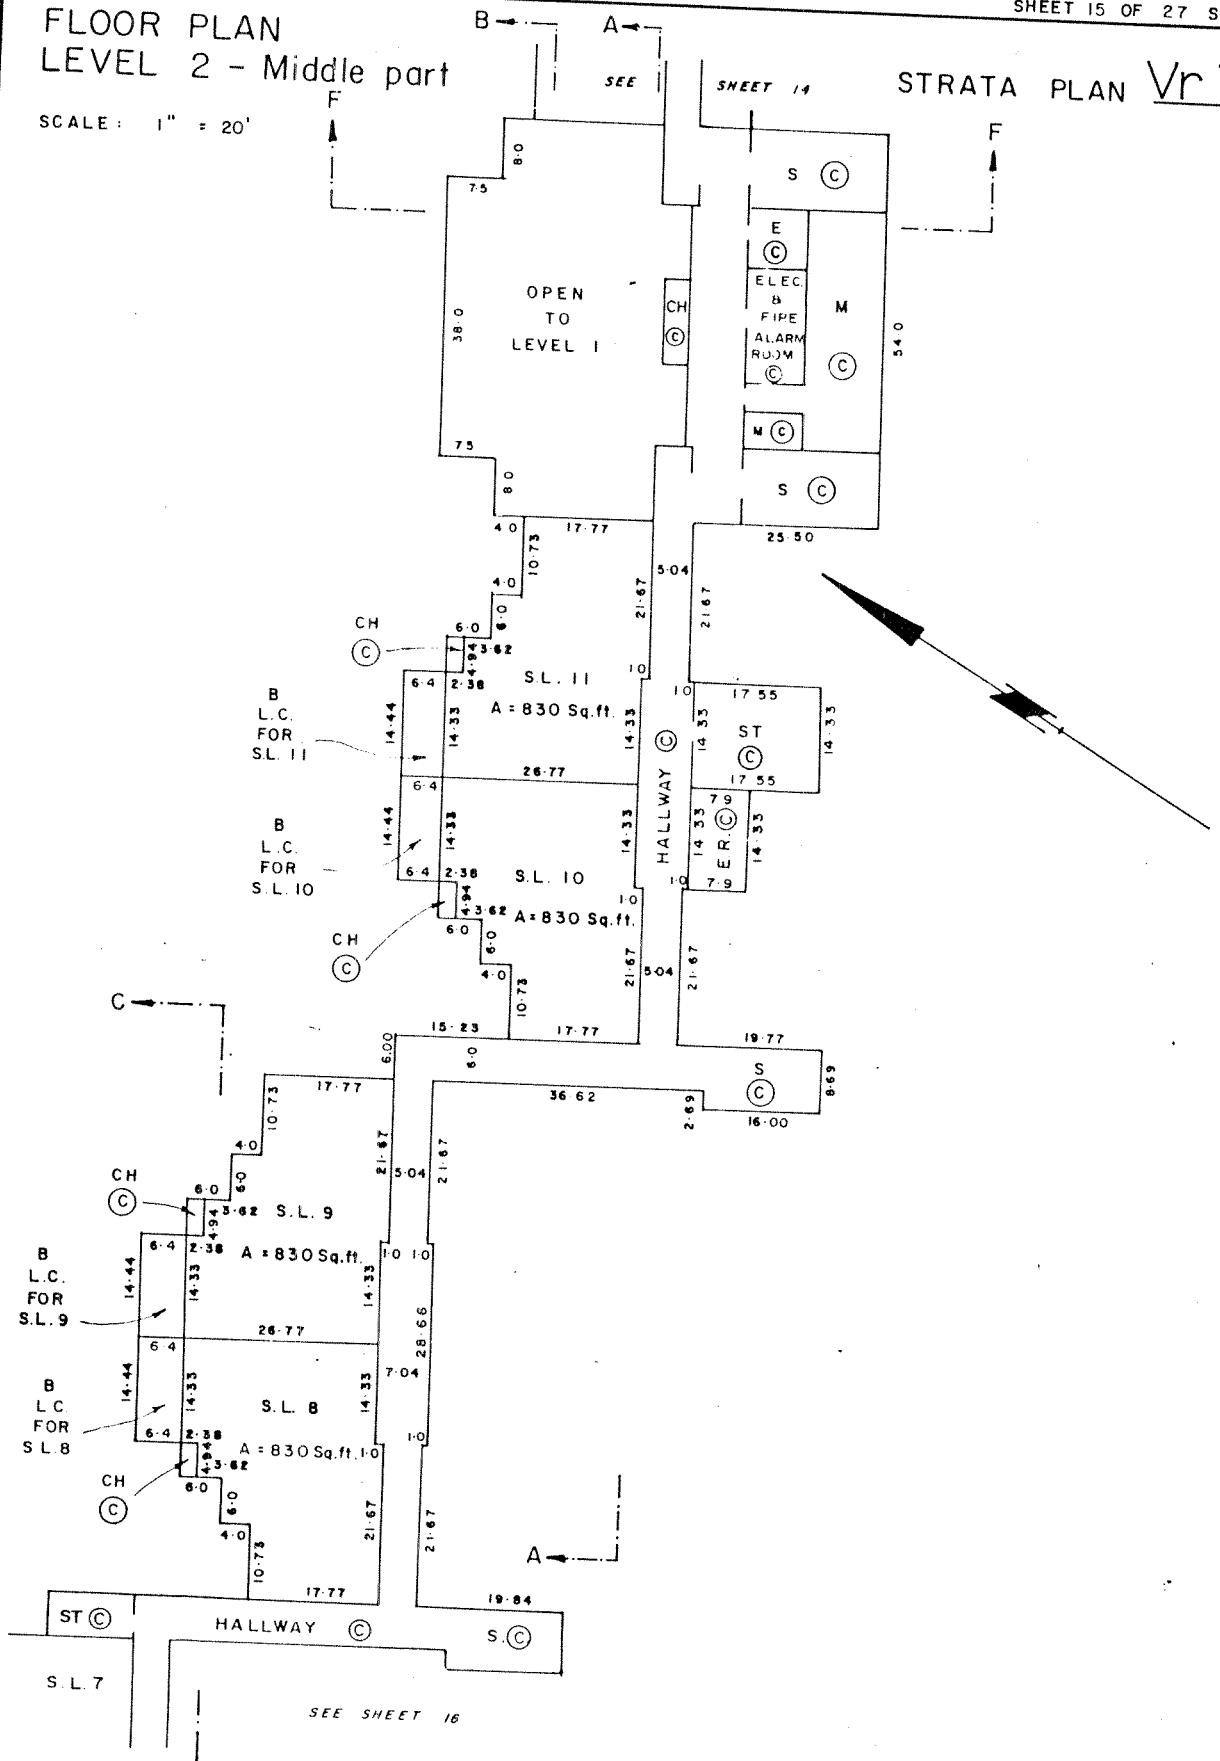 SHEET 15 OF 27 S
FLOOR PLAN
LEVEL 2 - Middle part
SCALE : 1" = 20'
STRATA PLAN Vr
B
A
SEE SHEET 14
F
F
8.0
7.5
38.0
7.5
8.0
OPEN
TO
LEVEL 1
CH
C
S C
E
C
ELEC.
&
FIRE
ALARM
ROOM
C
M
C
M C
S C
54.0
25.50
4.0
17.77
10.73
4.0
6.0
6.0
CH
C
3.62
4.94
2.38
6.4
5.04
21.67
21.67
S.L. 11
A = 830 Sq.ft.
1.0
1.0
B
L.C.
FOR
S.L. 11
14.44
14.33
14.33
14.33
26.77
17.55
ST
C
17.55
14.33
HALLWAY C
6.4
14.44
14.33
14.33
14.33
7.9
E.R. C
7.9
14.33
B
L.C.
FOR
S.L. 10
6.4
2.38
S.L. 10
A = 830 Sq.ft.
1.0
1.0
4.94
3.62
6.0
6.0
4.0
10.73
CH
C
21.67
5.04
21.67
C
15.23
17.77
6.00
6.0
19.77
S
C
8.69
36.62
2.69
16.00
17.77
10.73
4.0
6.0
6.0
CH
C
3.62
4.94
2.38
6.4
21.67
5.04
21.67
S.L. 9
A = 830 Sq.ft.
1.0
1.0
B
L.C.
FOR
S.L. 9
14.44
14.33
14.33
26.77
28.66
6.4
7.04
B
L.C.
FOR
S.L. 8
14.44
14.33
14.33
S.L. 8
A = 830 Sq.ft.
1.0
1.0
6.4
2.38
4.94
3.62
6.0
6.0
4.0
10.73
CH
C
21.67
21.67
A
17.77
19.84
ST C
HALLWAY C
S. C
S.L. 7
SEE SHEET 16